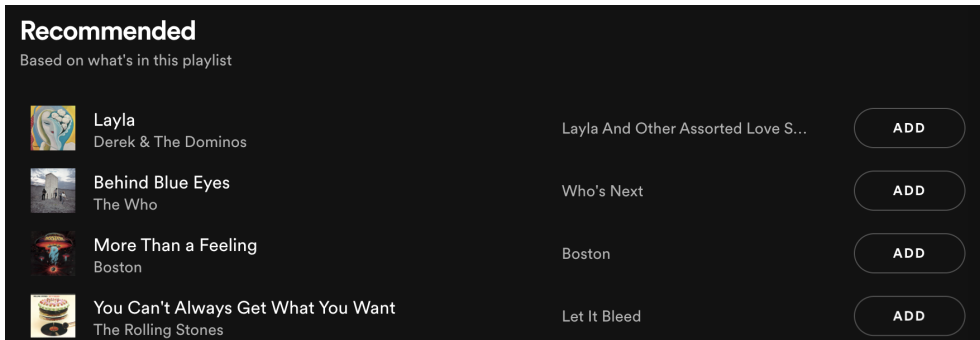 Recommended
Based on what's in this playlist
Layla
Derek & The Dominos
Layla And Other Assorted Love S...
ADD
Behind Blue Eyes
The Who
Who's Next
ADD
More Than a Feeling
Boston
Boston
ADD
You Can't Always Get What You Want
The Rolling Stones
Let It Bleed
ADD